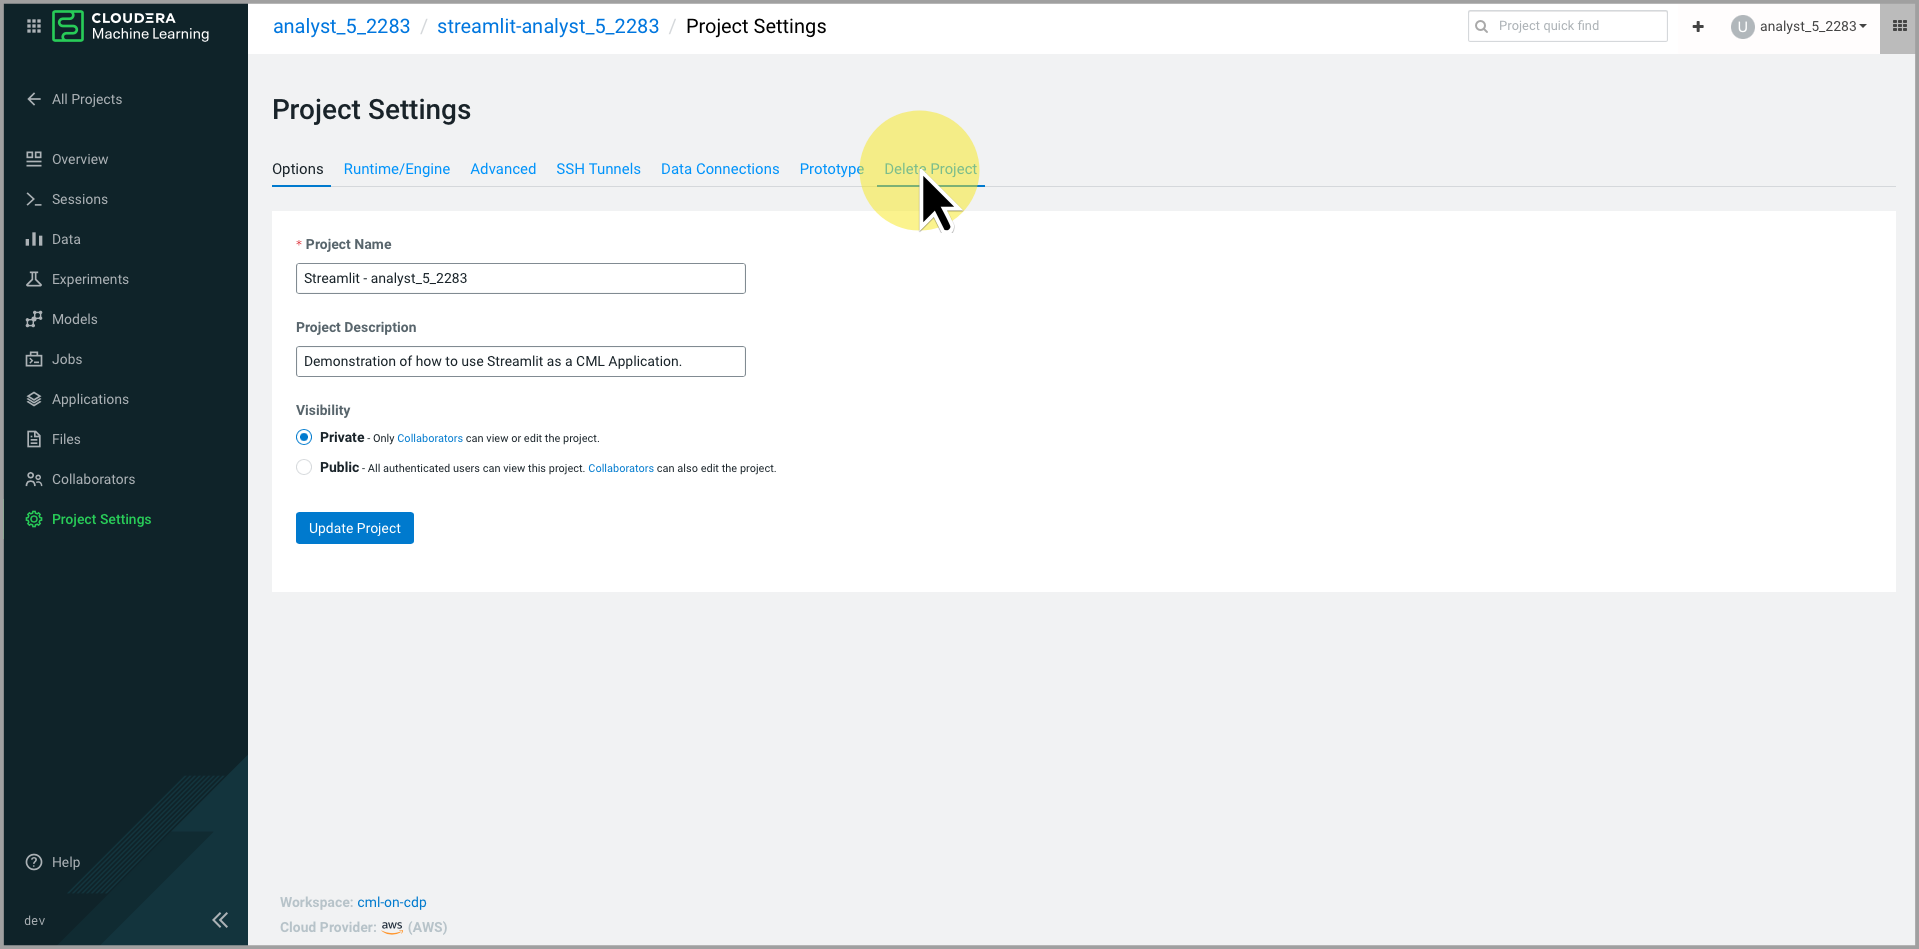 CLOUDERA
Machine Learning
analyst_5_2283 / streamlit-analyst_5_2283 / Project Settings
Project quick find
+
U analyst_5_2283
All Projects
Overview
Sessions
Data
Experiments
Models
Jobs
Applications
Files
Collaborators
Project Settings
Help
dev
Project Settings
Options Runtime/Engine Advanced SSH Tunnels Data Connections Prototype Delete Project
* Project Name
Streamlit - analyst_5_2283
Project Description
Demonstration of how to use Streamlit as a CML Application.
Visibility
Private - Only Collaborators can view or edit the project.
Public - All authenticated users can view this project. Collaborators can also edit the project.
Update Project
Workspace: cml-on-cdp
Cloud Provider: aws (AWS)